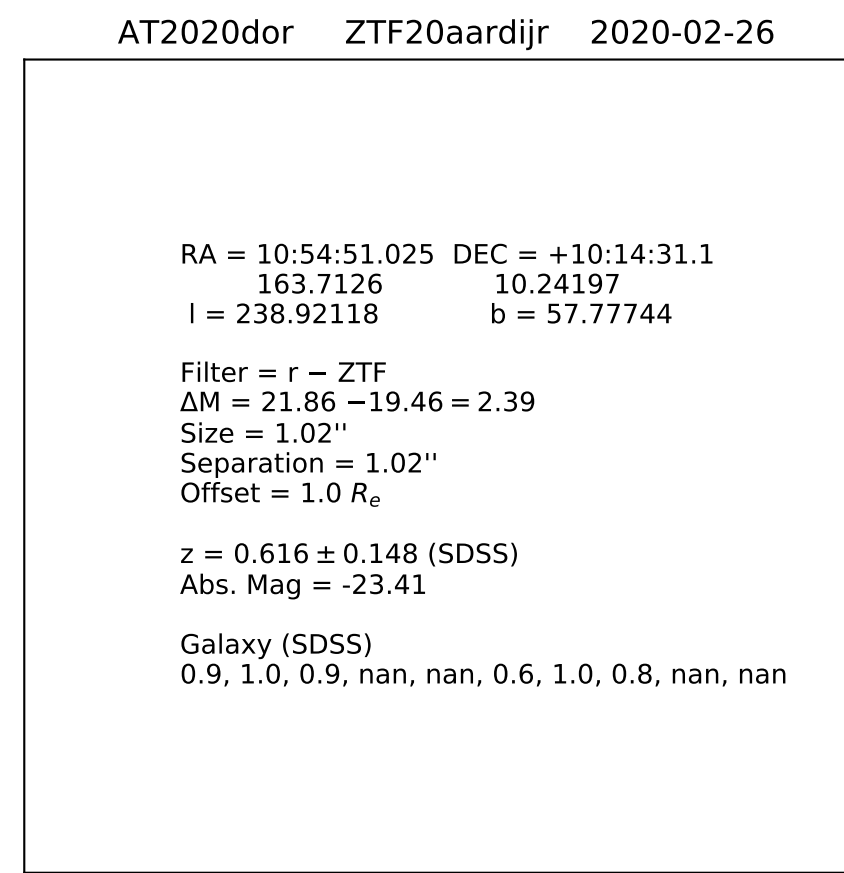 AT2020dor ZTF20aardijr 2020-02-26
RA = 10:54:51.025 DEC = +10:14:31.1
163.7126 10.24197
l = 238.92118 b = 57.77744
Filter = r − ZTF
ΔM = 21.86 −19.46 = 2.39
Size = 1.02''
Separation = 1.02''
Offset = 1.0 Rₑ
z = 0.616 ± 0.148 (SDSS)
Abs. Mag = -23.41
Galaxy (SDSS)
0.9, 1.0, 0.9, nan, nan, 0.6, 1.0, 0.8, nan, nan